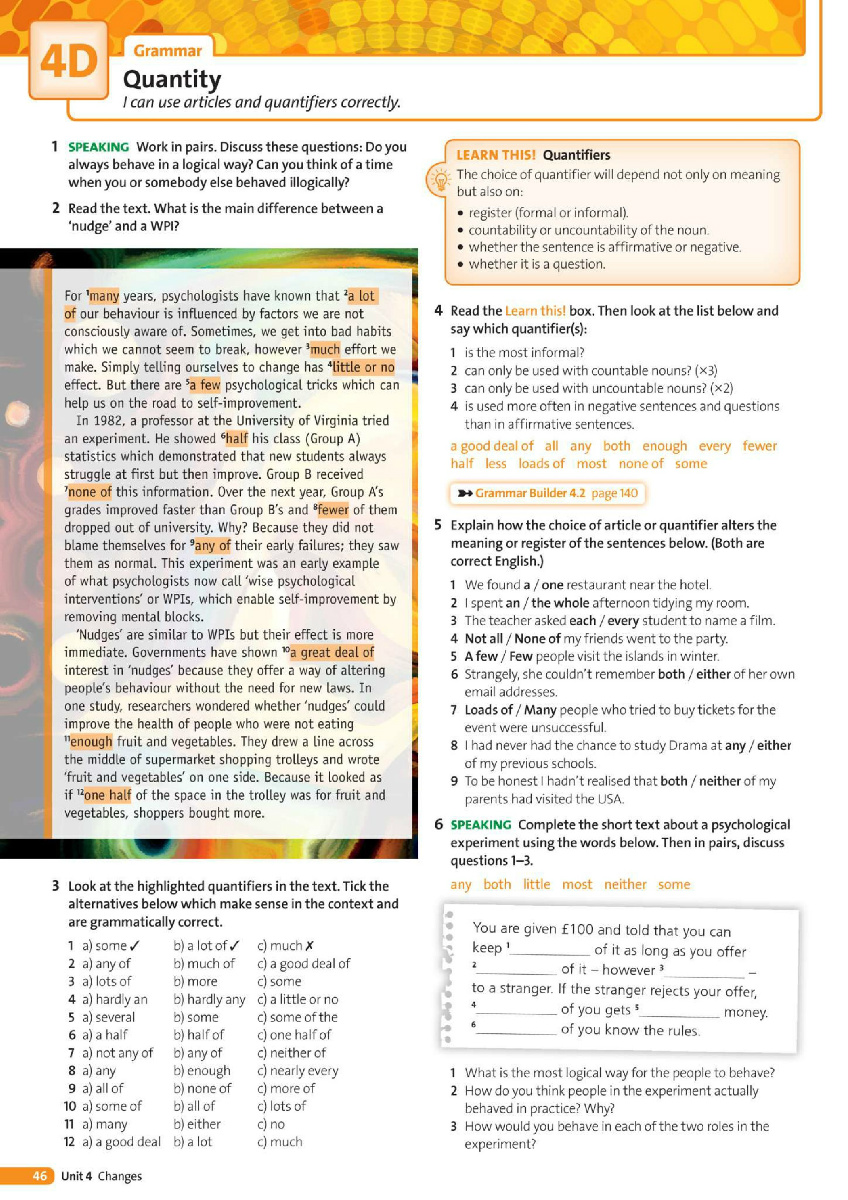 4D
Grammar
Quantity
I can use articles and quantifiers correctly.
1 SPEAKING Work in pairs. Discuss these questions: Do you
always behave in a logical way? Can you think of a time
when you or somebody else behaved illogically?
2 Read the text. What is the main difference between a
'nudge' and a WPI?
For ¹many years, psychologists have known that ²a lot
of our behaviour is influenced by factors we are not
consciously aware of. Sometimes, we get into bad habits
which we cannot seem to break, however ³much effort we
make. Simply telling ourselves to change has ⁴little or no
effect. But there are ⁵a few psychological tricks which can
help us on the road to self-improvement.
In 1982, a professor at the University of Virginia tried
an experiment. He showed ⁶half his class (Group A)
statistics which demonstrated that new students always
struggle at first but then improve. Group B received
⁷none of this information. Over the next year, Group A's
grades improved faster than Group B's and ⁸fewer of them
dropped out of university. Why? Because they did not
blame themselves for ⁹any of their early failures; they saw
them as normal. This experiment was an early example
of what psychologists now call 'wise psychological
interventions' or WPIs, which enable self-improvement by
removing mental blocks.
'Nudges' are similar to WPIs but their effect is more
immediate. Governments have shown ¹⁰a great deal of
interest in 'nudges' because they offer a way of altering
people's behaviour without the need for new laws. In
one study, researchers wondered whether 'nudges' could
improve the health of people who were not eating
¹¹enough fruit and vegetables. They drew a line across
the middle of supermarket shopping trolleys and wrote
'fruit and vegetables' on one side. Because it looked as
if ¹²one half of the space in the trolley was for fruit and
vegetables, shoppers bought more.
3 Look at the highlighted quantifiers in the text. Tick the
alternatives below which make sense in the context and
are grammatically correct.
1 a) some ✓ b) a lot of ✓ c) much ✗
2 a) any of b) much of c) a good deal of
3 a) lots of b) more c) some
4 a) hardly an b) hardly any c) a little or no
5 a) several b) some c) some of the
6 a) a half b) half of c) one half of
7 a) not any of b) any of c) neither of
8 a) any b) enough c) nearly every
9 a) all of b) none of c) more of
10 a) some of b) all of c) lots of
11 a) many b) either c) no
12 a) a good deal b) a lot c) much
LEARN THIS! Quantifiers
The choice of quantifier will depend not only on meaning
but also on:
• register (formal or informal).
• countability or uncountability of the noun.
• whether the sentence is affirmative or negative.
• whether it is a question.
4 Read the Learn this! box. Then look at the list below and
say which quantifier(s):
1 is the most informal?
2 can only be used with countable nouns? (×3)
3 can only be used with uncountable nouns? (×2)
4 is used more often in negative sentences and questions
than in affirmative sentences.
a good deal of all any both enough every fewer
half less loads of most none of some
➽ Grammar Builder 4.2 page 140
5 Explain how the choice of article or quantifier alters the
meaning or register of the sentences below. (Both are
correct English.)
1 We found a / one restaurant near the hotel.
2 I spent an / the whole afternoon tidying my room.
3 The teacher asked each / every student to name a film.
4 Not all / None of my friends went to the party.
5 A few / Few people visit the islands in winter.
6 Strangely, she couldn't remember both / either of her own
email addresses.
7 Loads of / Many people who tried to buy tickets for the
event were unsuccessful.
8 I had never had the chance to study Drama at any / either
of my previous schools.
9 To be honest I hadn't realised that both / neither of my
parents had visited the USA.
6 SPEAKING Complete the short text about a psychological
experiment using the words below. Then in pairs, discuss
questions 1–3.
any both little most neither some
You are given £100 and told that you can
keep ¹__________ of it as long as you offer
²__________ of it – however ³__________ –
to a stranger. If the stranger rejects your offer,
⁴__________ of you gets ⁵__________ money.
⁶__________ of you know the rules.
1 What is the most logical way for the people to behave?
2 How do you think people in the experiment actually
behaved in practice? Why?
3 How would you behave in each of the two roles in the
experiment?
46 Unit 4 Changes